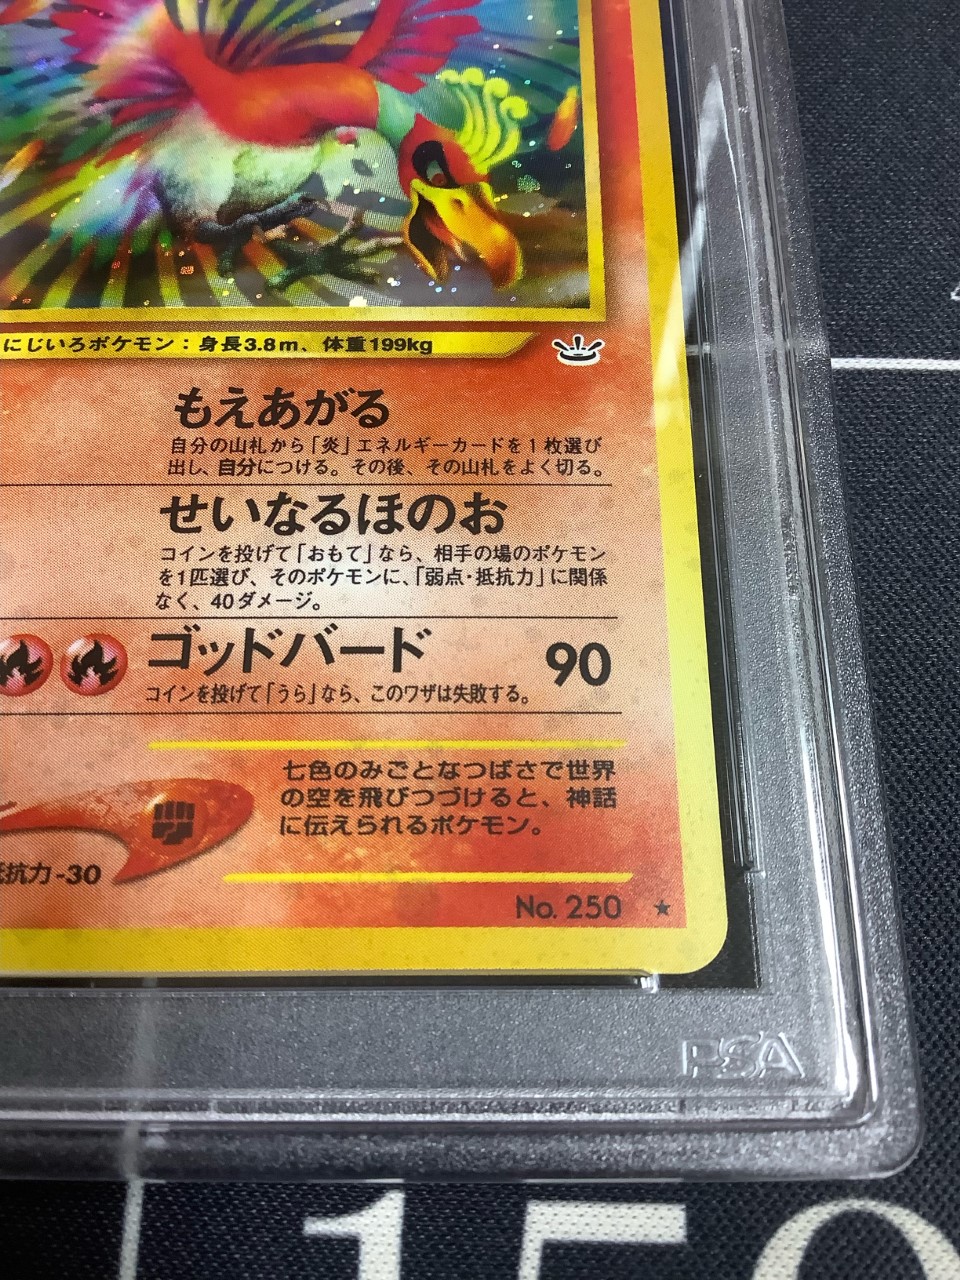 にじいろポケモン：身長3.8m、体重199kg
もえあがる
自分の山札から「炎」エネルギーカードを1枚選び
出し、自分につける。その後、その山札をよく切る。
せいなるほのお
コインを投げて「おもて」なら、相手の場のポケモン
を1匹選び、そのポケモンに、「弱点・抵抗力」に関係
なく、40ダメージ。
ゴッドバード 90
コインを投げて「うら」なら、このワザは失敗する。
七色のみごとなつばさで世界
の空を飛びつづけると、神話
に伝えられるポケモン。
抵抗力-30
No. 250 ★
PSA
150